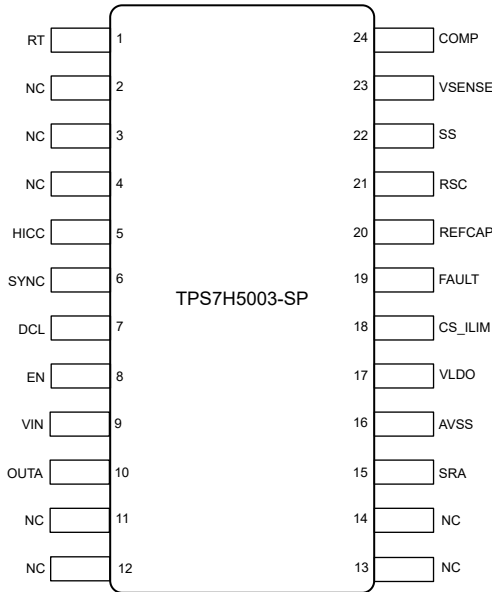 RT 1 24 COMP
NC 2 23 VSENSE
NC 3 22 SS
NC 4 21 RSC
HICC 5 20 REFCAP
SYNC 6 19 FAULT
TPS7H5003-SP
DCL 7 18 CS_ILIM
EN 8 17 VLDO
VIN 9 16 AVSS
OUTA 10 15 SRA
NC 11 14 NC
NC 12 13 NC